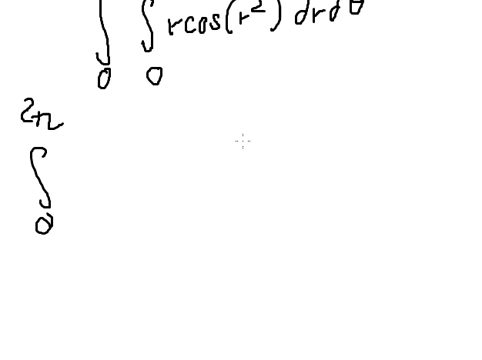 ∫ ∫ rcos(r²) drdθ
0 0
2π
∫
0